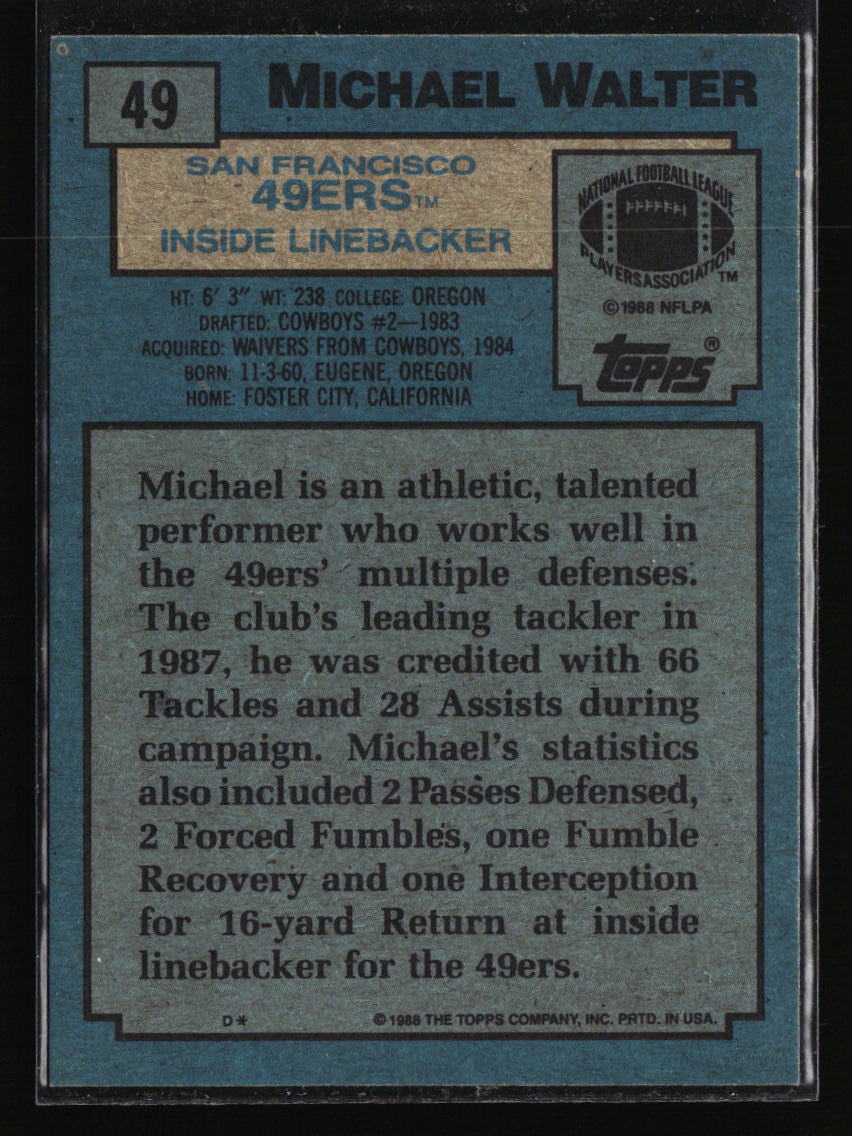 49
MICHAEL WALTER
SAN FRANCISCO
49ERS™
INSIDE LINEBACKER
NATIONAL FOOTBALL LEAGUE
PLAYERS ASSOCIATION™
©1988 NFLPA
topps®
HT: 6' 3" WT: 238 COLLEGE: OREGON
DRAFTED: COWBOYS #2—1983
ACQUIRED: WAIVERS FROM COWBOYS, 1984
BORN: 11-3-60, EUGENE, OREGON
HOME: FOSTER CITY, CALIFORNIA
Michael is an athletic, talented
performer who works well in
the 49ers' multiple defenses.
The club's leading tackler in
1987, he was credited with 66
Tackles and 28 Assists during
campaign. Michael's statistics
also included 2 Passes Defensed,
2 Forced Fumbles, one Fumble
Recovery and one Interception
for 16-yard Return at inside
linebacker for the 49ers.
D*
©1988 THE TOPPS COMPANY, INC. PRTD. IN USA.